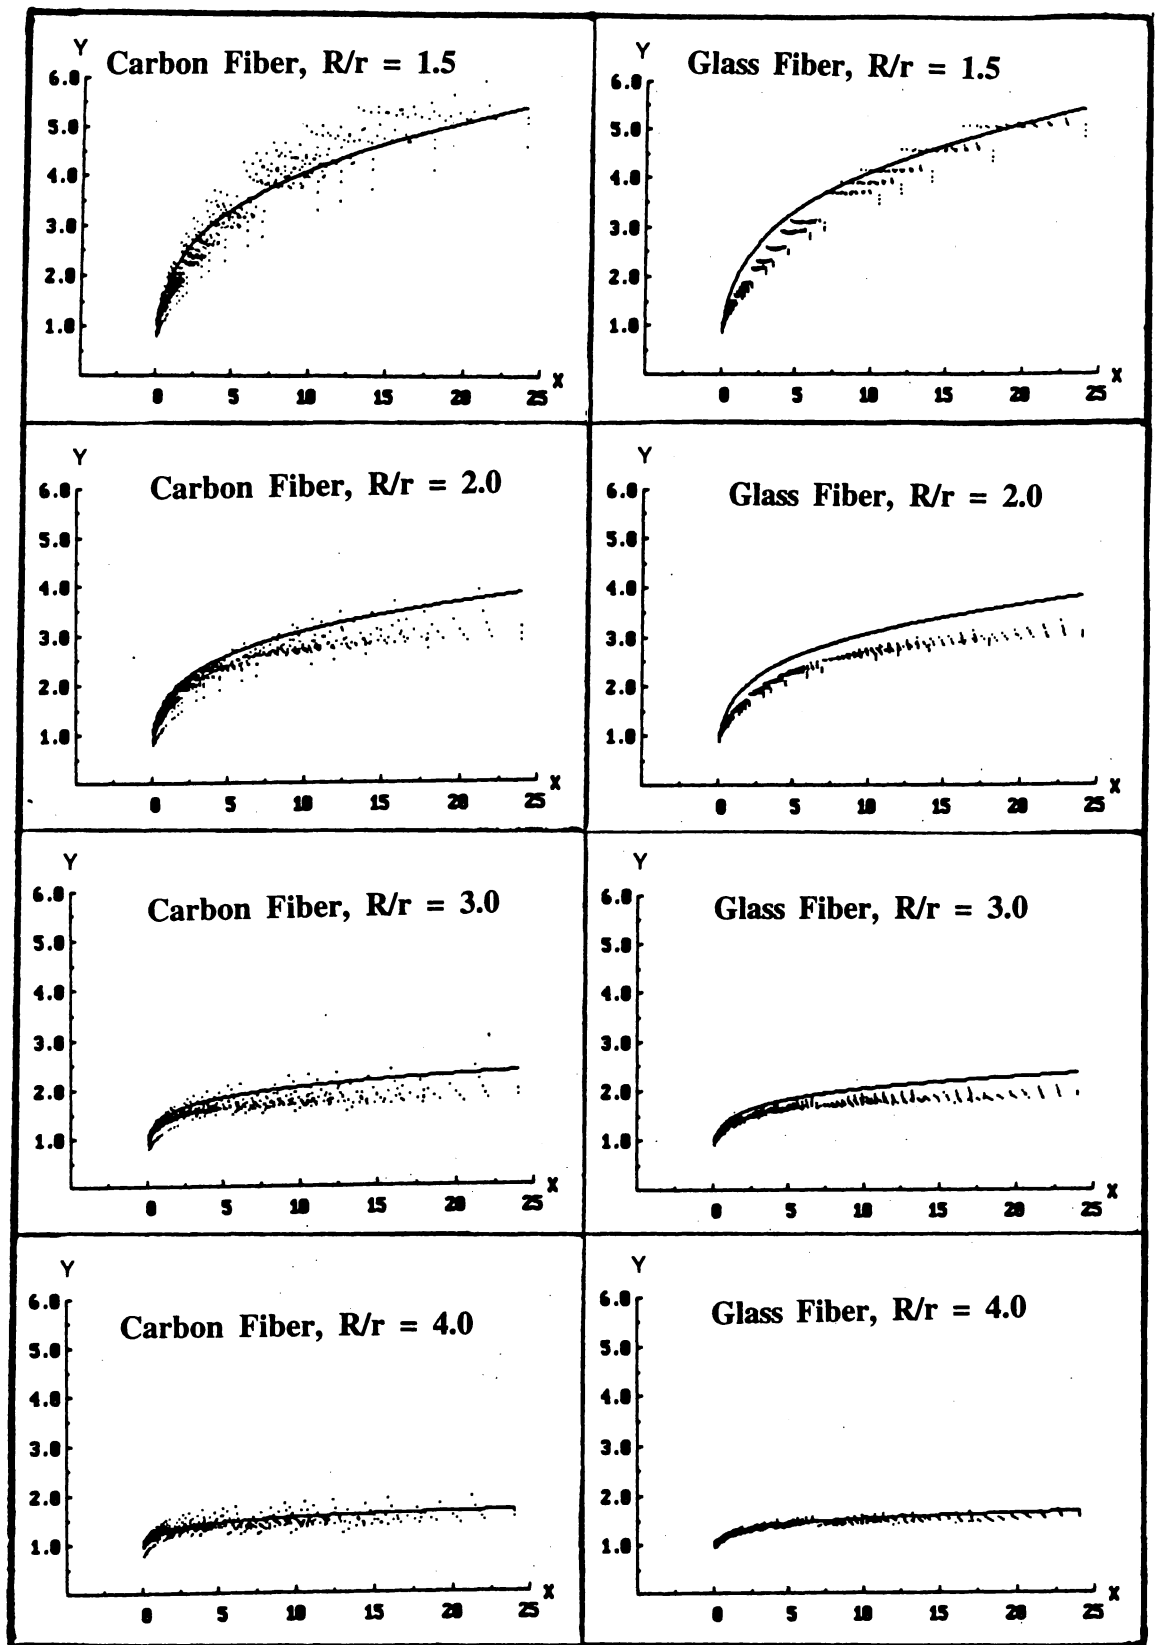 Y
Carbon Fiber, R/r = 1.5
6.0
5.0
4.0
3.0
2.0
1.0
0 5 10 15 20 25
X
Y
Glass Fiber, R/r = 1.5
6.0
5.0
4.0
3.0
2.0
1.0
0 5 10 15 20 25
X
Y
Carbon Fiber, R/r = 2.0
6.0
5.0
4.0
3.0
2.0
1.0
0 5 10 15 20 25
X
Y
Glass Fiber, R/r = 2.0
6.0
5.0
4.0
3.0
2.0
1.0
0 5 10 15 20 25
X
Y
Carbon Fiber, R/r = 3.0
6.0
5.0
4.0
3.0
2.0
1.0
0 5 10 15 20 25
X
Y
Glass Fiber, R/r = 3.0
6.0
5.0
4.0
3.0
2.0
1.0
0 5 10 15 20 25
X
Y
Carbon Fiber, R/r = 4.0
6.0
5.0
4.0
3.0
2.0
1.0
0 5 10 15 20 25
X
Y
Glass Fiber, R/r = 4.0
6.0
5.0
4.0
3.0
2.0
1.0
0 5 10 15 20 25
X